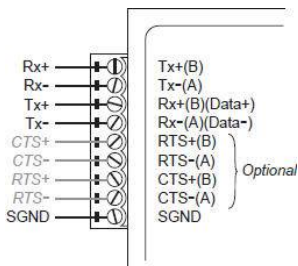 Rx+ Tx+(B)
Rx- Tx-(A)
Tx+ Rx+(B)(Data+)
Tx- Rx-(A)(Data-)
CTS+ RTS+(B)
CTS- RTS-(A)
RTS+ CTS+(B)
RTS- CTS-(A)
Optional
SGND SGND